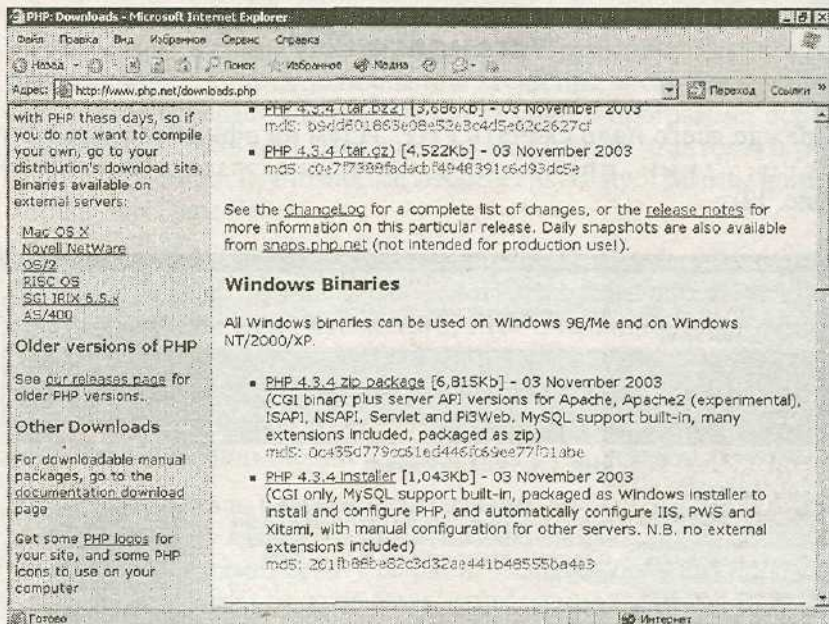 PHP: Downloads - Microsoft Internet Explorer
Файл Правка Вид Избранное Сервис Справка
Назад Поиск Избранное Медиа
Адрес: http://www.php.net/downloads.php Переход Ссылки »
with PHP these days, so if
you do not want to compile
your own, go to your
distribution's download site.
Binaries available on
external servers:
Mac OS X
Novell NetWare
OS/2
RISC OS
SGI IRIX 6.5.x
AS/400
Older versions of PHP
See our releases page for
older PHP versions.
Other Downloads
For downloadable manual
packages, go to the
documentation download
page
Get some PHP logos for
your site, and some PHP
icons to use on your
computer
PHP 4.3.4 (tar.bz2) [3,686Kb] - 03 November 2003
md5:
PHP 4.3.4 (tar.gz) [4,522Kb] - 03 November 2003
md5:
See the ChangeLog for a complete list of changes, or the release notes for
more information on this particular release. Daily snapshots are also available
from snaps.php.net (not intended for production use!).
Windows Binaries
All Windows binaries can be used on Windows 98/Me and on Windows
NT/2000/XP.
PHP 4.3.4 zip package [6,815Kb] - 03 November 2003
(CGI binary plus server API versions for Apache, Apache2 (experimental),
ISAPI, NSAPI, Servlet and Pi3Web. MySQL support built-in, many
extensions included, packaged as zip)
md5:
PHP 4.3.4 installer [1,043Kb] - 03 November 2003
(CGI only, MySQL support built-in, packaged as Windows installer to
install and configure PHP, and automatically configure IIS, PWS and
Xitami, with manual configuration for other servers. N.B. no external
extensions included)
md5:
Готово Интернет